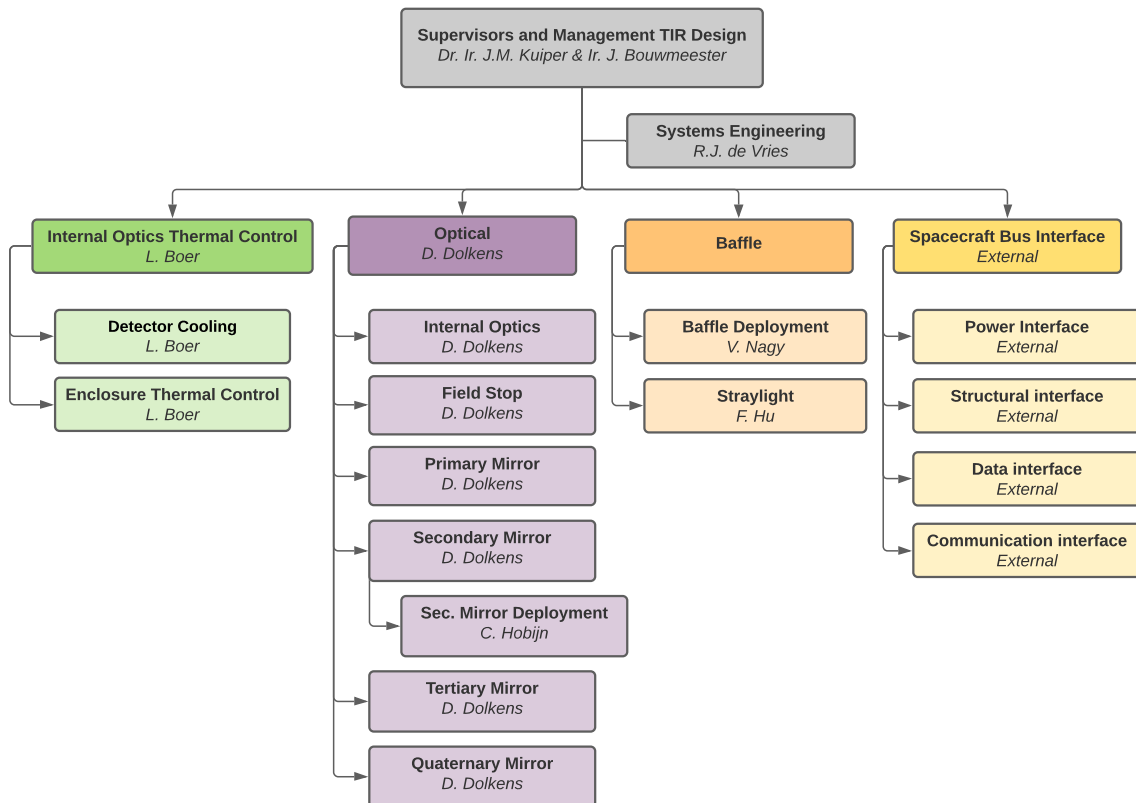 Supervisors and Management TIR Design
Dr. Ir. J.M. Kuiper & Ir. J. Bouwmeester
Systems Engineering
R.J. de Vries
Internal Optics Thermal Control
L. Boer
Detector Cooling
L. Boer
Enclosure Thermal Control
L. Boer
Optical
D. Dolkens
Internal Optics
D. Dolkens
Field Stop
D. Dolkens
Primary Mirror
D. Dolkens
Secondary Mirror
D. Dolkens
Sec. Mirror Deployment
C. Hobijn
Tertiary Mirror
D. Dolkens
Quaternary Mirror
D. Dolkens
Baffle
Baffle Deployment
V. Nagy
Straylight
F. Hu
Spacecraft Bus Interface
External
Power Interface
External
Structural interface
External
Data interface
External
Communication interface
External